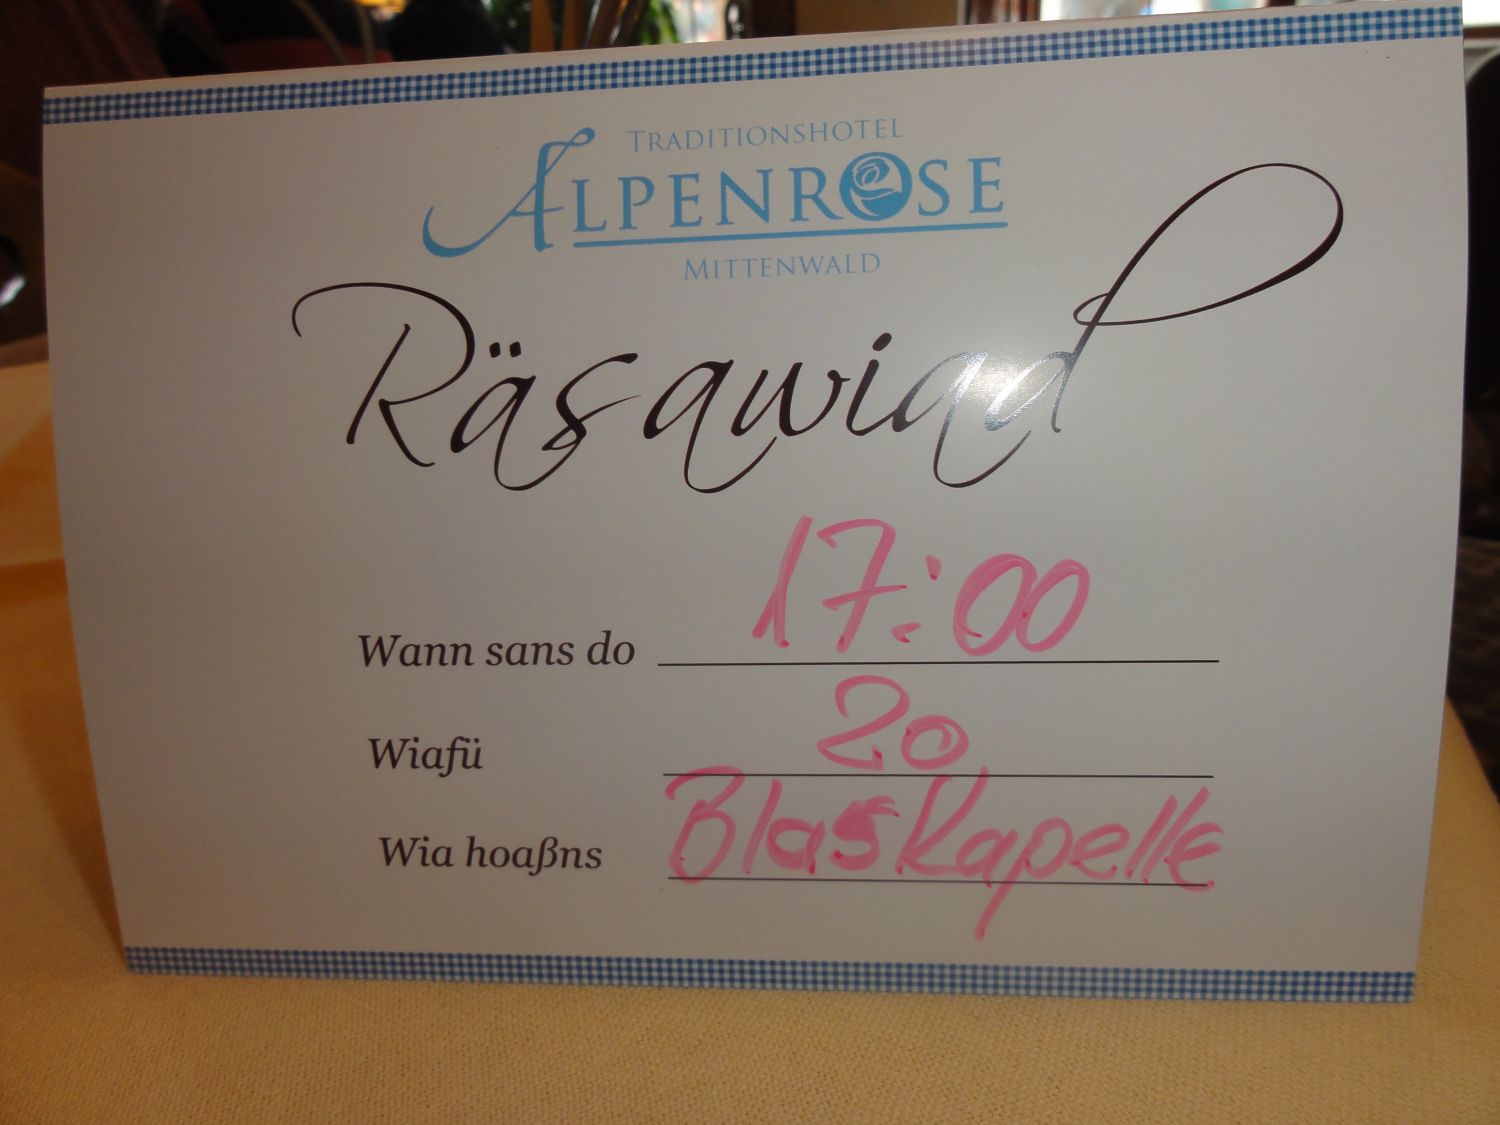 TRADITIONSHOTEL
ALPENROSE
MITTENWALD
Räsawiad
Wann sans do 17:00
Wiafü 20
Wia hoaßns Blaskapelle